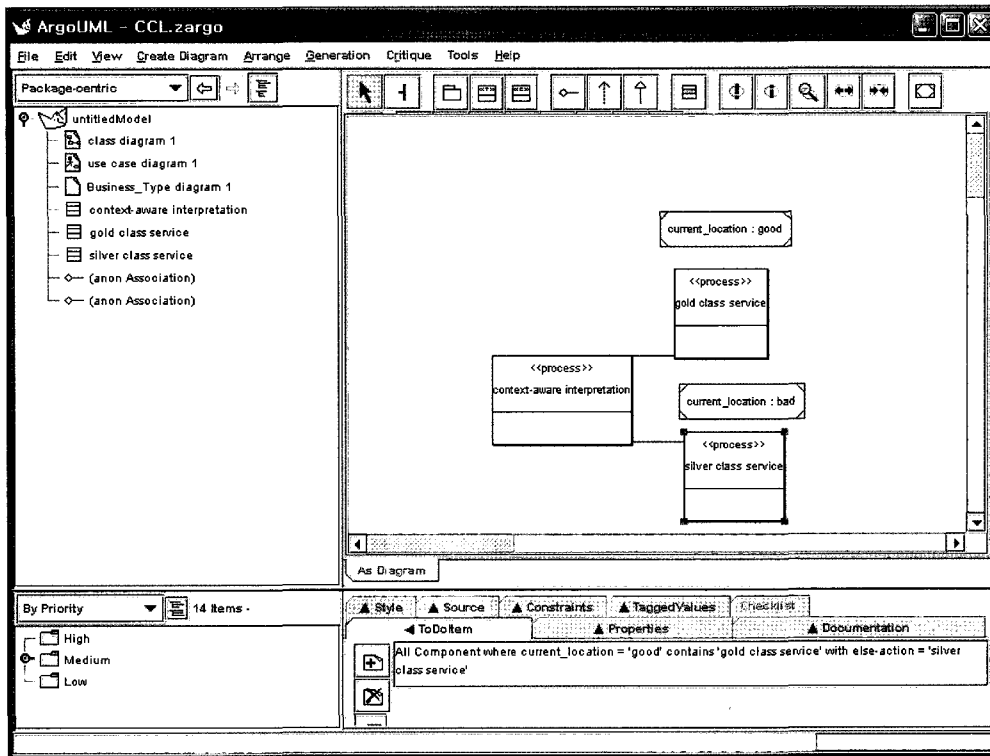 ArgoUML - CCL.zargo
File Edit View Create Diagram Arrange Generation Critique Tools Help
Package-centric
untitledModel
class diagram 1
use case diagram 1
Business_Type diagram 1
context-aware interpretation
gold class service
silver class service
(anon Association)
(anon Association)
current_location : good
<<process>>
gold class service
<<process>>
context-aware interpretation
current_location : bad
<<process>>
silver class service
As Diagram
By Priority
14 Items -
High
Medium
Low
Style Source Constraints TaggedValues Checklist
ToDoItem Properties Documentation
All Component where current_location = 'good' contains 'gold class service' with else-action = 'silver
class service'